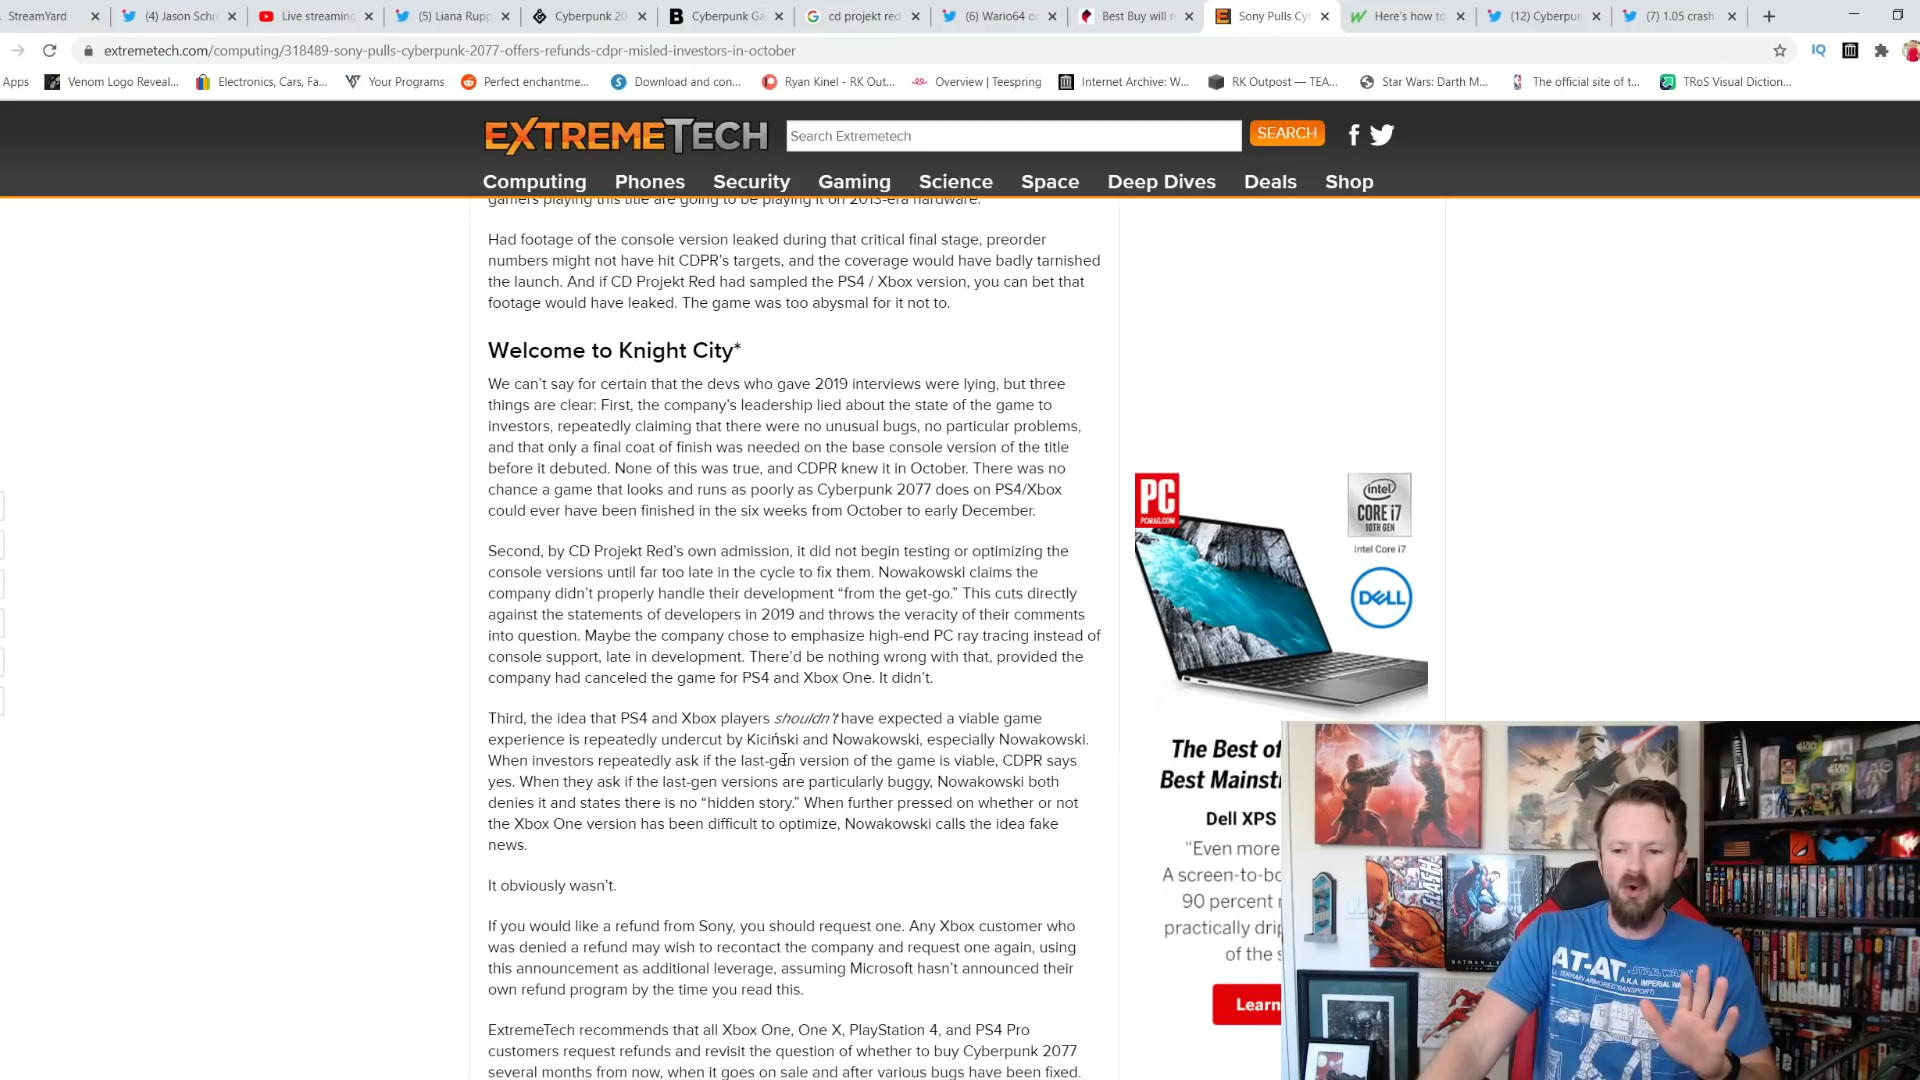 StreamYard
(4) Jason Schr
Live streaming
(5) Liana Rupp
Cyberpunk 20
Cyberpunk Ga
cd projekt red
(6) Wario64 o
Best Buy will r
Sony Pulls Cy
Here's how to
(12) Cyberpun
(7) 1.05 crash
extremetech.com/computing/318489-sony-pulls-cyberpunk-2077-offers-refunds-cdpr-misled-investors-in-october
IQ
Apps
Venom Logo Reveal...
Electronics, Cars, Fa...
Your Programs
Perfect enchantme...
Download and con...
Ryan Kinel - RK Out...
Overview | Teespring
Internet Archive: W...
RK Outpost — TEA...
Star Wars: Darth M...
The official site of t...
TRoS Visual Diction...
EXTREMETECH
Search Extremetech
SEARCH
Computing
Phones
Security
Gaming
Science
Space
Deep Dives
Deals
Shop
gamers playing this title are going to be playing it on 2013-era hardware.
Had footage of the console version leaked during that critical final stage, preorder
numbers might not have hit CDPR's targets, and the coverage would have badly tarnished
the launch. And if CD Projekt Red had sampled the PS4 / Xbox version, you can bet that
footage would have leaked. The game was too abysmal for it not to.
Welcome to Knight City*
We can't say for certain that the devs who gave 2019 interviews were lying, but three
things are clear: First, the company's leadership lied about the state of the game to
investors, repeatedly claiming that there were no unusual bugs, no particular problems,
and that only a final coat of finish was needed on the base console version of the title
before it debuted. None of this was true, and CDPR knew it in October. There was no
chance a game that looks and runs as poorly as Cyberpunk 2077 does on PS4/Xbox
could ever have been finished in the six weeks from October to early December.
Second, by CD Projekt Red's own admission, it did not begin testing or optimizing the
console versions until far too late in the cycle to fix them. Nowakowski claims the
company didn't properly handle their development “from the get-go.” This cuts directly
against the statements of developers in 2019 and throws the veracity of their comments
into question. Maybe the company chose to emphasize high-end PC ray tracing instead of
console support, late in development. There'd be nothing wrong with that, provided the
company had canceled the game for PS4 and Xbox One. It didn't.
Third, the idea that PS4 and Xbox players shouldn't have expected a viable game
experience is repeatedly undercut by Kiciński and Nowakowski, especially Nowakowski.
When investors repeatedly ask if the last-gen version of the game is viable, CDPR says
yes. When they ask if the last-gen versions are particularly buggy, Nowakowski both
denies it and states there is no “hidden story.” When further pressed on whether or not
the Xbox One version has been difficult to optimize, Nowakowski calls the idea fake
news.
It obviously wasn't.
If you would like a refund from Sony, you should request one. Any Xbox customer who
was denied a refund may wish to recontact the company and request one again, using
this announcement as additional leverage, assuming Microsoft hasn't announced their
own refund program by the time you read this.
ExtremeTech recommends that all Xbox One, One X, PlayStation 4, and PS4 Pro
customers request refunds and revisit the question of whether to buy Cyberpunk 2077
several months from now, when it goes on sale and after various bugs have been fixed.
PC
PCMAG.COM
intel
CORE i7
10TH GEN
Intel Core i7
DELL
The Best of
Best Mainst
Dell XPS
“Even more
A screen-to-bo
90 percent
practically drip
of the s
Learn
FLASH
BATMAN
AT-AT
STAR WARS
A.K.A. IMPERIAL WA
TERRAIN ARMORED TRANSPORT)